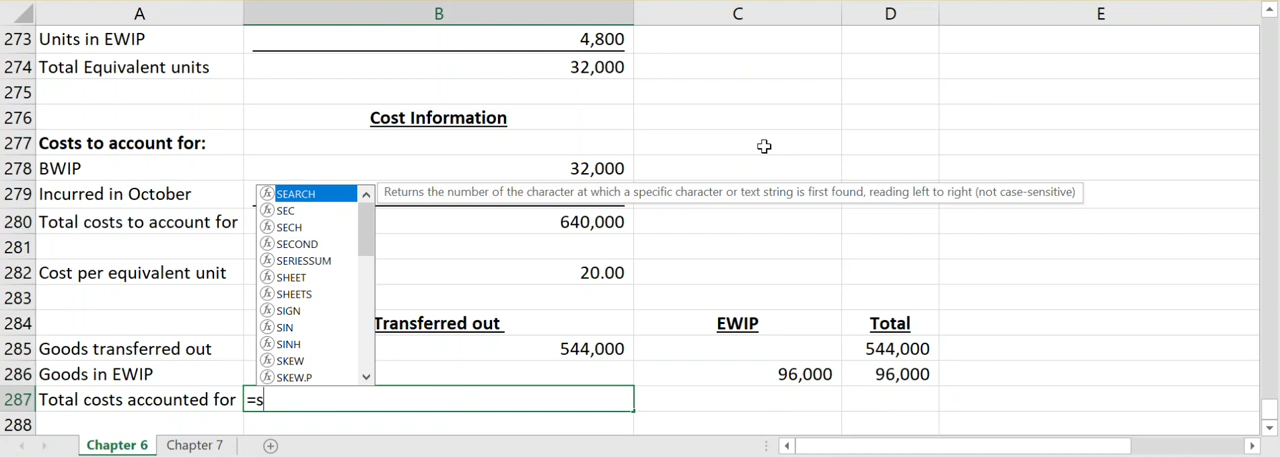 A B C D E
273 Units in EWIP 4,800
274 Total Equivalent units 32,000
275
276 Cost Information
277 Costs to account for:
278 BWIP 32,000
279 Incurred in October
SEARCH Returns the number of the character at which a specific character or text string is first found, reading left to right (not case-sensitive)
SEC
280 Total costs to account for 640,000
SECH
281
SECOND
SERIESSUM
282 Cost per equivalent unit 20.00
SHEET
283
SHEETS
SIGN
284 Transferred out EWIP Total
SIN
SINH
285 Goods transferred out 544,000 544,000
SKEW
286 Goods in EWIP 96,000 96,000
SKEW.P
287 Total costs accounted for =s
288
Chapter 6 Chapter 7